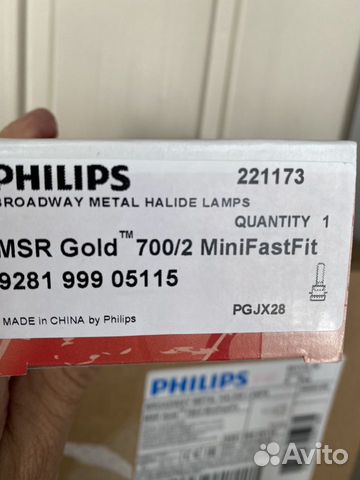 PHILIPS
221173
BROADWAY METAL HALIDE LAMPS
QUANTITY 1
MSR Gold™ 700/2 MiniFastFit
9281 999 05115
MADE in CHINA by Philips
PGJX28
PHILIPS
Avito